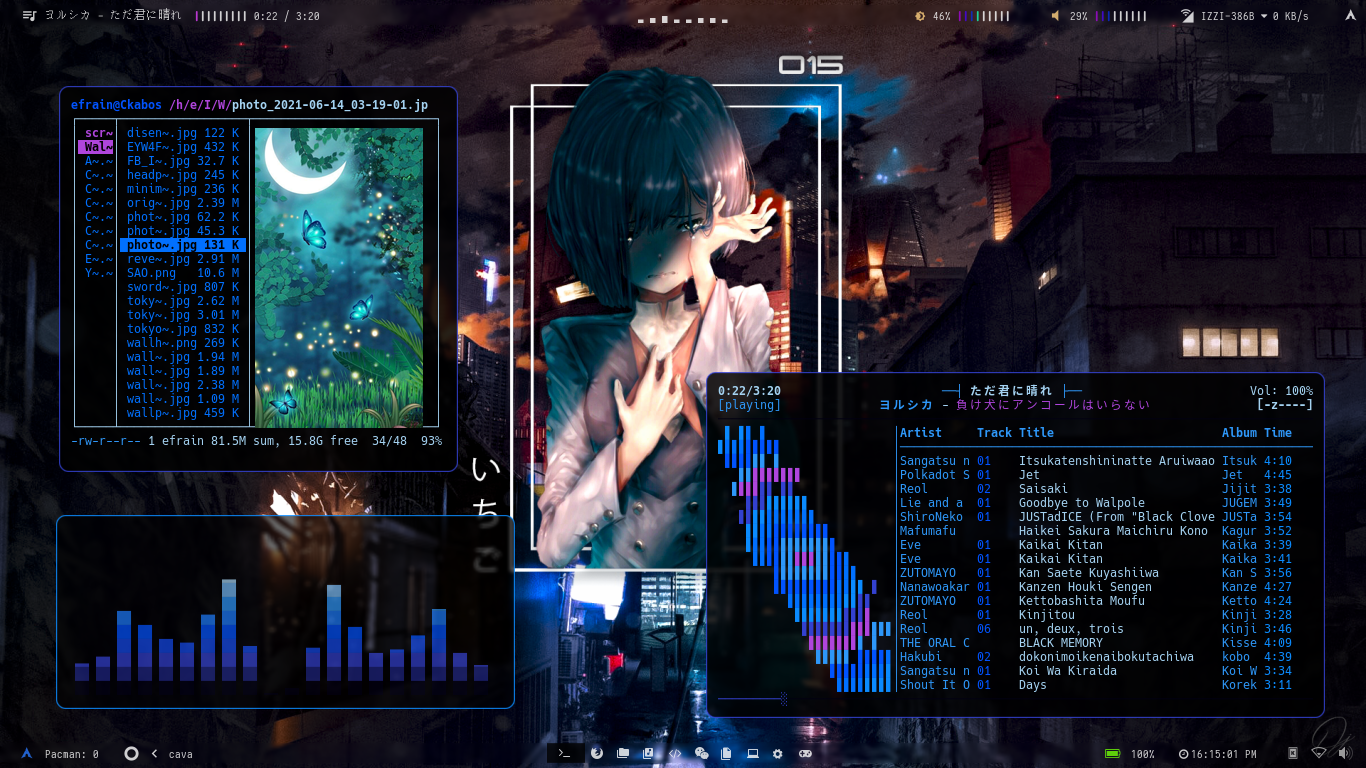 ヨルシカ - ただ君に晴れ 0:22 / 3:20
46% 29% IZZI-386B 0 KB/s
015
efrain@Ckabos /h/e/I/W/photo_2021-06-14_03-19-01.jp
scr~ disen~.jpg 122 K
Wal~ EYW4F~.jpg 432 K
A~.~ FB_I~.jpg 32.7 K
C~.~ headp~.jpg 245 K
C~.~ minim~.jpg 236 K
C~.~ orig~.jpg 2.39 M
C~.~ phot~.jpg 62.2 K
C~.~ phot~.jpg 45.3 K
C~.~ photo~.jpg 131 K
E~.~ reve~.jpg 2.91 M
Y~.~ SAO.png 10.6 M
sword~.jpg 807 K
toky~.jpg 2.62 M
toky~.jpg 3.01 M
tokyo~.jpg 832 K
wallh~.png 269 K
wall~.jpg 1.94 M
wall~.jpg 1.89 M
wall~.jpg 2.38 M
wall~.jpg 1.09 M
wallp~.jpg 459 K
-rw-r--r-- 1 efrain 81.5M sum, 15.8G free 34/48 93%
いちご
0:22/3:20 ただ君に晴れ Vol: 100%
[playing] ヨルシカ - 負け犬にアンコールはいらない [-z----]
Artist Track Title Album Time
Sangatsu n 01 Itsukatenshininatte Aruiwaao Itsuk 4:10
Polkadot S 01 Jet Jet 4:45
Reol 02 Saisaki Jijit 3:38
Lie and a 01 Goodbye to Walpole JUGEM 3:49
ShiroNeko 01 JUSTadICE (From "Black Clove JUSTa 3:54
Mafumafu Haikei Sakura Maichiru Kono Kagur 3:52
Eve 01 Kaikai Kitan Kaika 3:39
Eve 01 Kaikai Kitan Kaika 3:41
ZUTOMAYO 01 Kan Saete Kuyashiiwa Kan S 3:56
Nanawoakar 01 Kanzen Houki Sengen Kanze 4:27
ZUTOMAYO 01 Kettobashita Moufu Ketto 4:24
Reol 01 Kinjitou Kinji 3:28
Reol 06 un, deux, trois Kinji 3:46
THE ORAL C 01 BLACK MEMORY Kisse 4:09
Hakubi 02 dokonimoikenaibokutachiwa kobo 4:39
Sangatsu n 01 Koi Wa Kiraida Koi W 3:34
Shout It O 01 Days Korek 3:11
Pacman: 0 cava 100% 16:15:01 PM